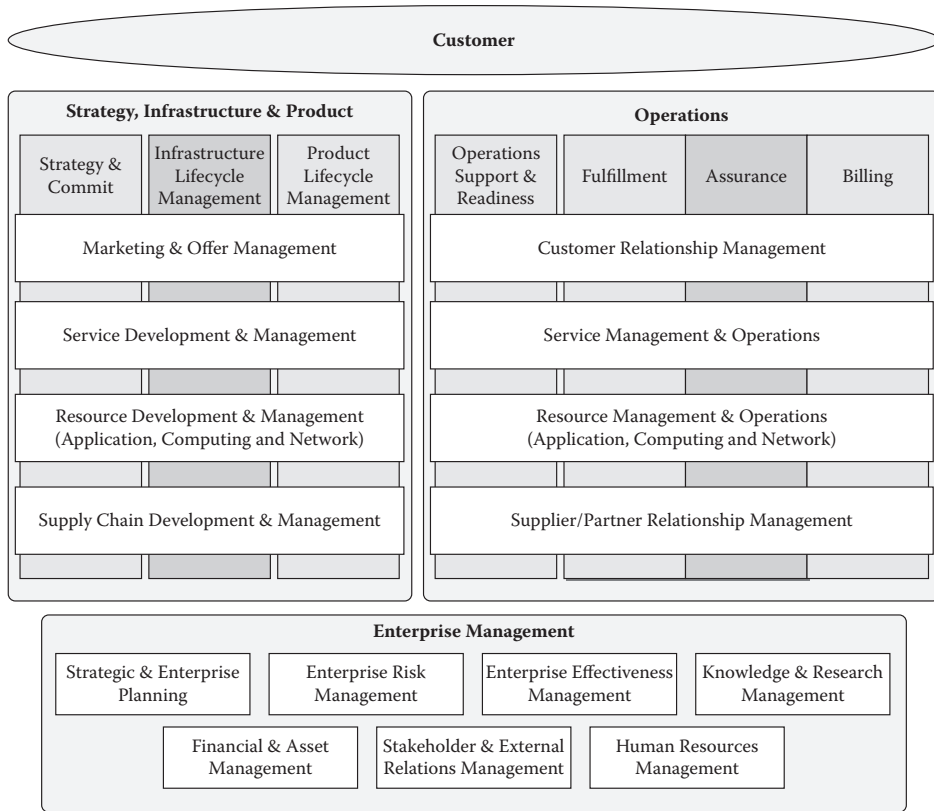 Customer
Strategy, Infrastructure & Product
Strategy &
Commit
Infrastructure
Lifecycle
Management
Product
Lifecycle
Management
Marketing & Offer Management
Service Development & Management
Resource Development & Management
(Application, Computing and Network)
Supply Chain Development & Management
Operations
Operations
Support &
Readiness
Fulfillment
Assurance
Billing
Customer Relationship Management
Service Management & Operations
Resource Management & Operations
(Application, Computing and Network)
Supplier/Partner Relationship Management
Enterprise Management
Strategic & Enterprise
Planning
Enterprise Risk
Management
Enterprise Effectiveness
Management
Knowledge & Research
Management
Financial & Asset
Management
Stakeholder & External
Relations Management
Human Resources
Management